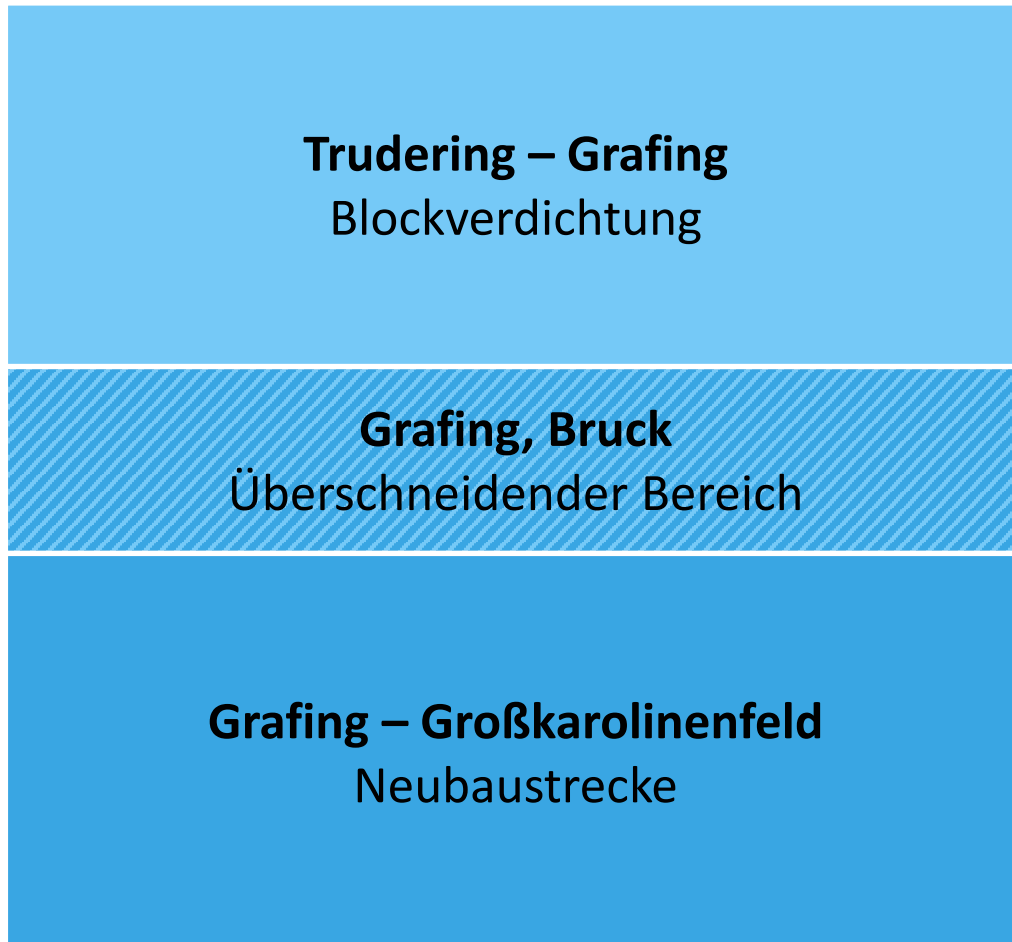 Trudering – Grafing
Blockverdichtung
Grafing, Bruck
Überschneidender Bereich
Grafing – Großkarolinenfeld
Neubaustrecke